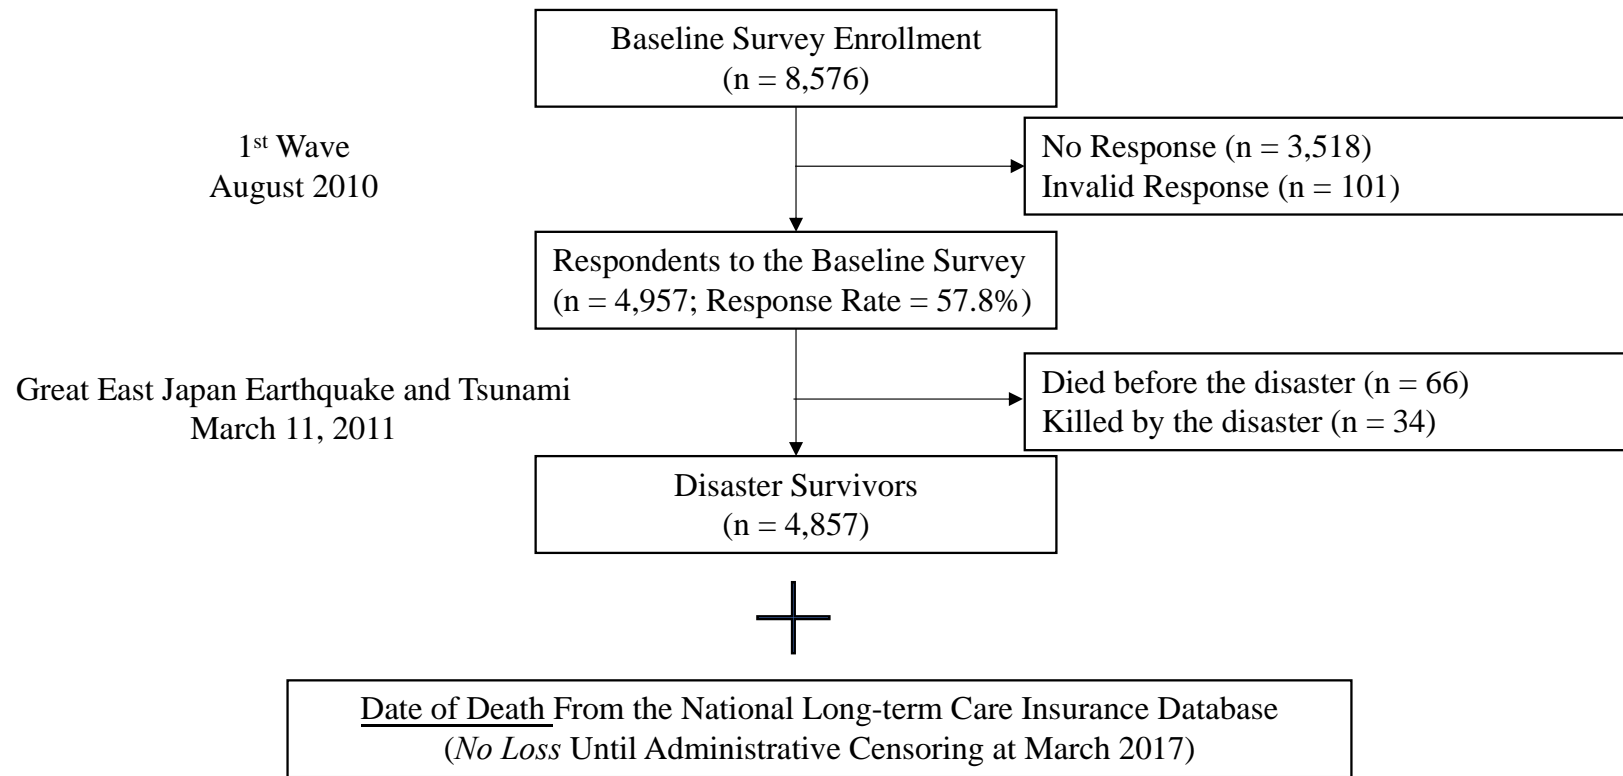 Baseline Survey Enrollment
(n = 8,576)
1st Wave
August 2010
No Response (n = 3,518)
Invalid Response (n = 101)
Respondents to the Baseline Survey
(n = 4,957; Response Rate = 57.8%)
Great East Japan Earthquake and Tsunami
March 11, 2011
Died before the disaster (n = 66)
Killed by the disaster (n = 34)
Disaster Survivors
(n = 4,857)
Date of Death From the National Long-term Care Insurance Database
(No Loss Until Administrative Censoring at March 2017)